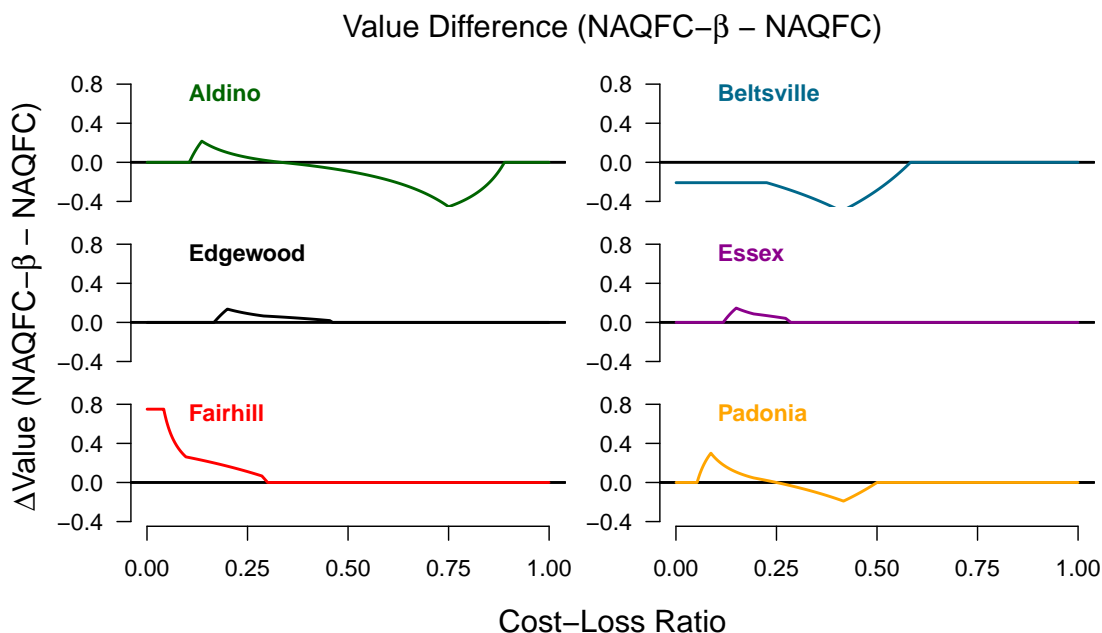 Value Difference (NAQFC−β − NAQFC)
ΔValue (NAQFC−β − NAQFC)
Aldino
0.8
0.4
0.0
−0.4
Beltsville
0.8
0.4
0.0
−0.4
Edgewood
0.8
0.4
0.0
−0.4
Essex
0.8
0.4
0.0
−0.4
Fairhill
0.8
0.4
0.0
−0.4
Padonia
0.8
0.4
0.0
−0.4
0.00 0.25 0.50 0.75 1.00
0.00 0.25 0.50 0.75 1.00
Cost−Loss Ratio